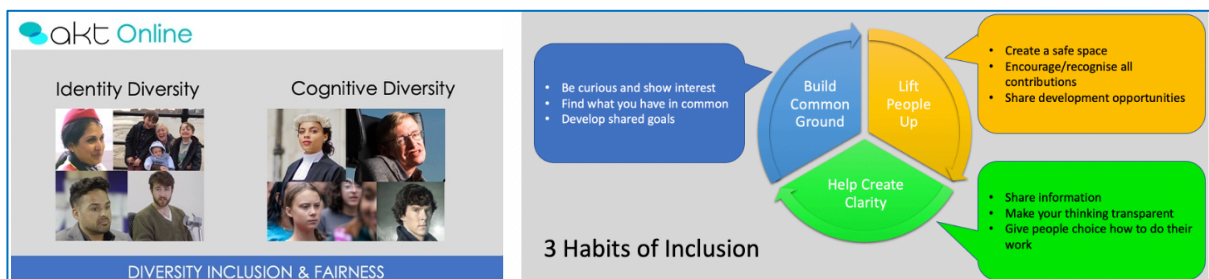 akt Online
Identity Diversity
Cognitive Diversity
DIVERSITY INCLUSION & FAIRNESS
Be curious and show interest
Find what you have in common
Develop shared goals
Build
Common
Ground
Lift
People
Up
Help Create
Clarity
Create a safe space
Encourage/recognise all
contributions
Share development opportunities
Share information
Make your thinking transparent
Give people choice how to do their
work
3 Habits of Inclusion